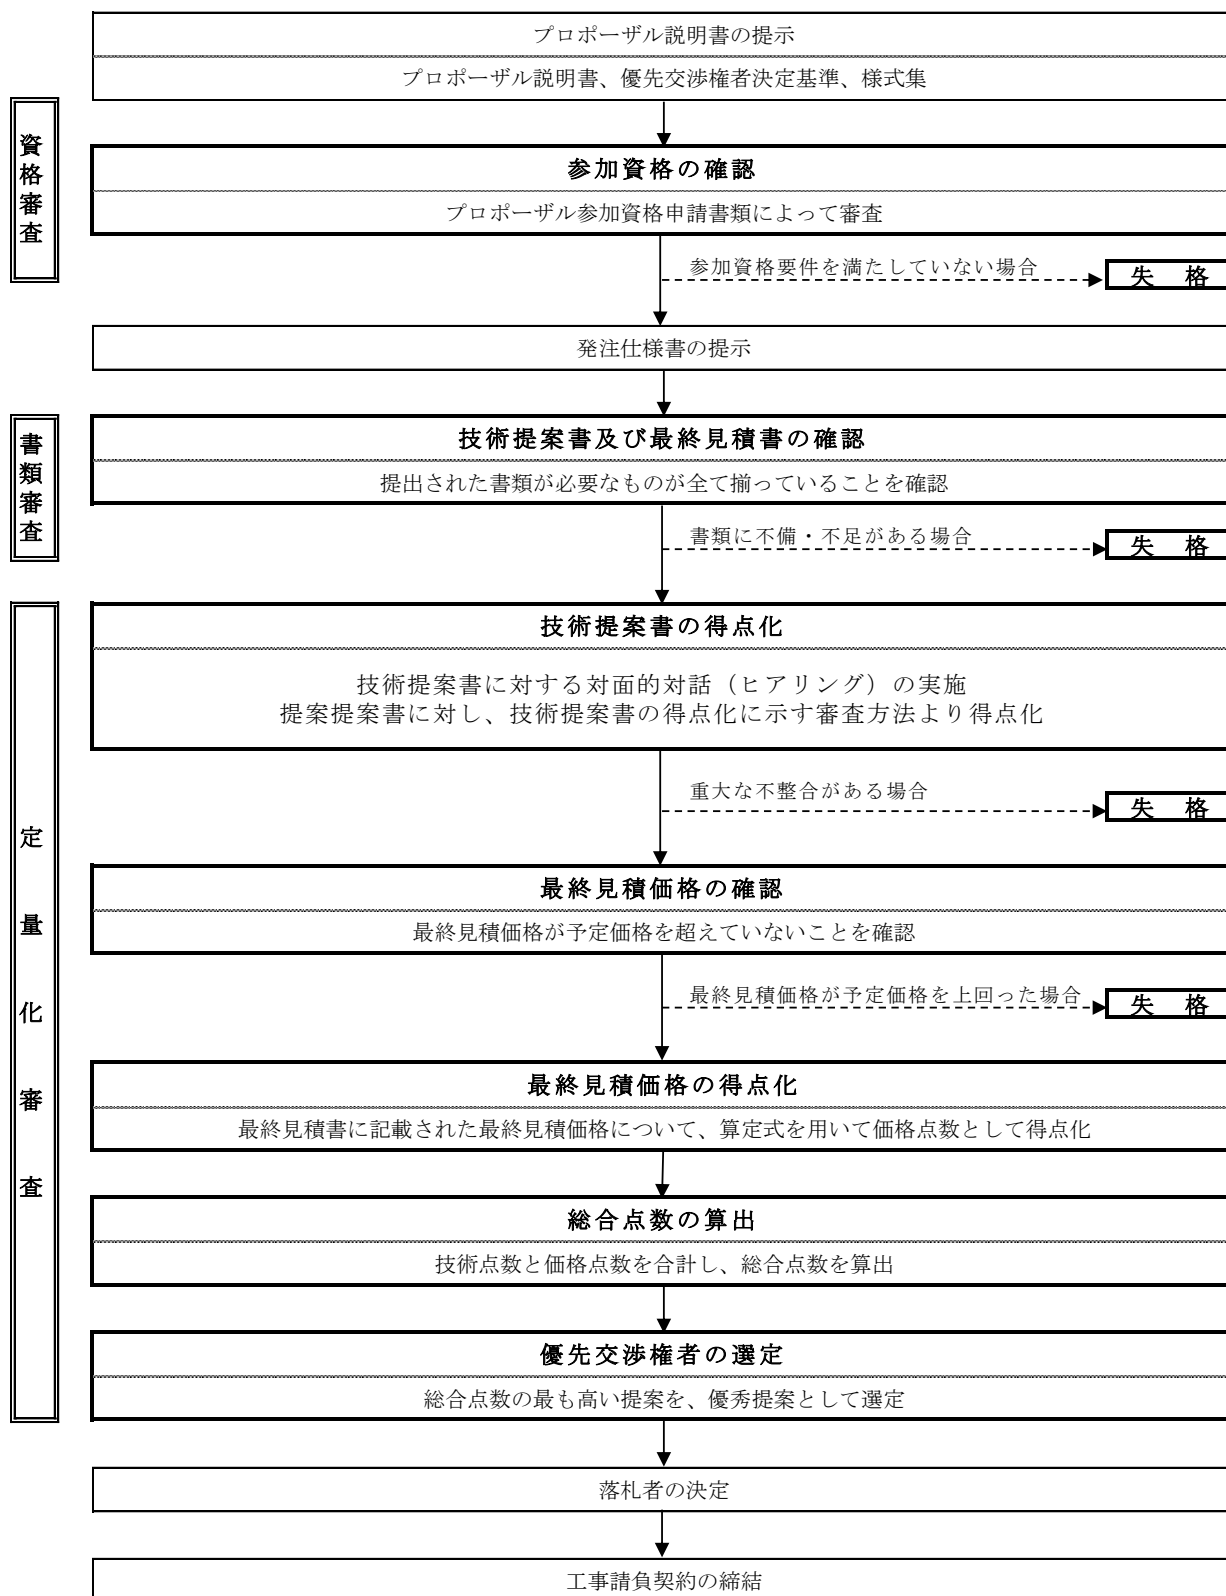 プロポーザル説明書の提示
プロポーザル説明書、優先交渉権者決定基準、様式集
資格審査
参加資格の確認
プロポーザル参加資格申請書類によって審査
参加資格要件を満たしていない場合
失 格
発注仕様書の提示
書類審査
技術提案書及び最終見積書の確認
提出された書類が必要なものが全て揃っていることを確認
書類に不備・不足がある場合
失 格
定量化審査
技術提案書の得点化
技術提案書に対する対面的対話（ヒアリング）の実施
提案提案書に対し、技術提案書の得点化に示す審査方法より得点化
重大な不整合がある場合
失 格
最終見積価格の確認
最終見積価格が予定価格を超えていないことを確認
最終見積価格が予定価格を上回った場合
失 格
最終見積価格の得点化
最終見積書に記載された最終見積価格について、算定式を用いて価格点数として得点化
総合点数の算出
技術点数と価格点数を合計し、総合点数を算出
優先交渉権者の選定
総合点数の最も高い提案を、優秀提案として選定
落札者の決定
工事請負契約の締結